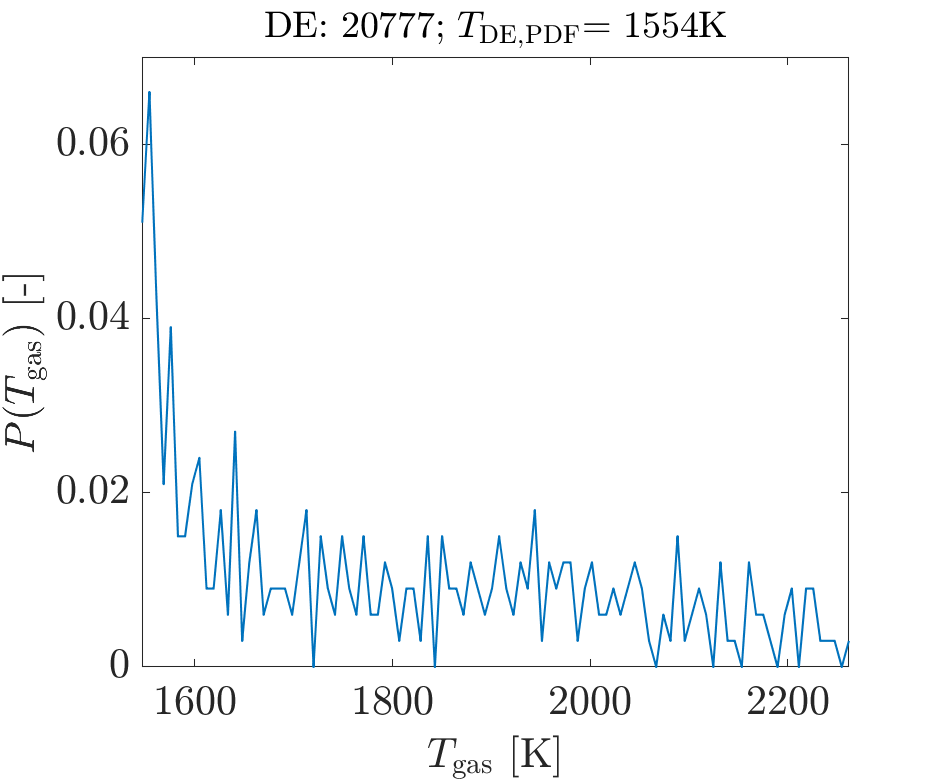 DE: 20777; T_DE,PDF= 1554K
0.06
0.04
0.02
0
P(T_gas) [-]
1600 1800 2000 2200
T_gas [K]